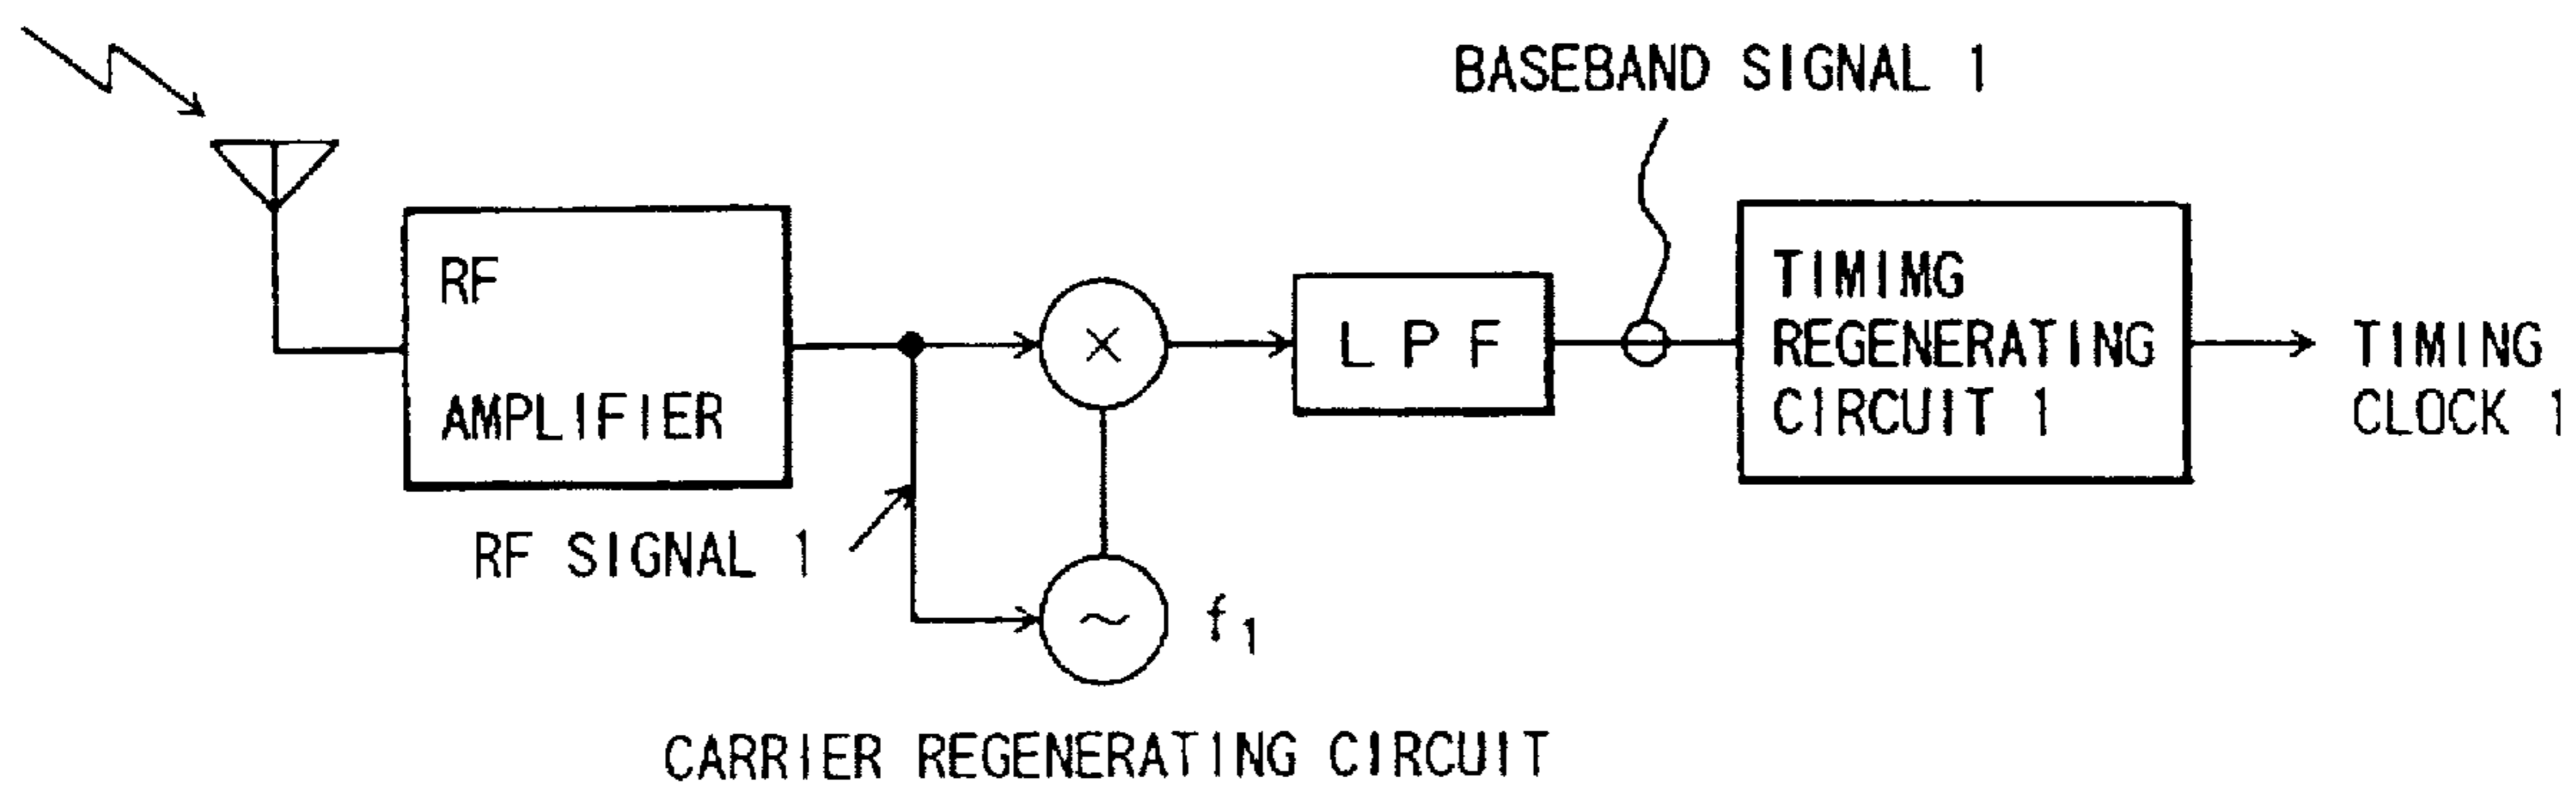 BASEBAND SIGNAL 1
RF
AMPLIFIER
RF SIGNAL 1
×
~
f1
LPF
TIMIMG
REGENERATING
CIRCUIT 1
TIMING
CLOCK 1
CARRIER REGENERATING CIRCUIT